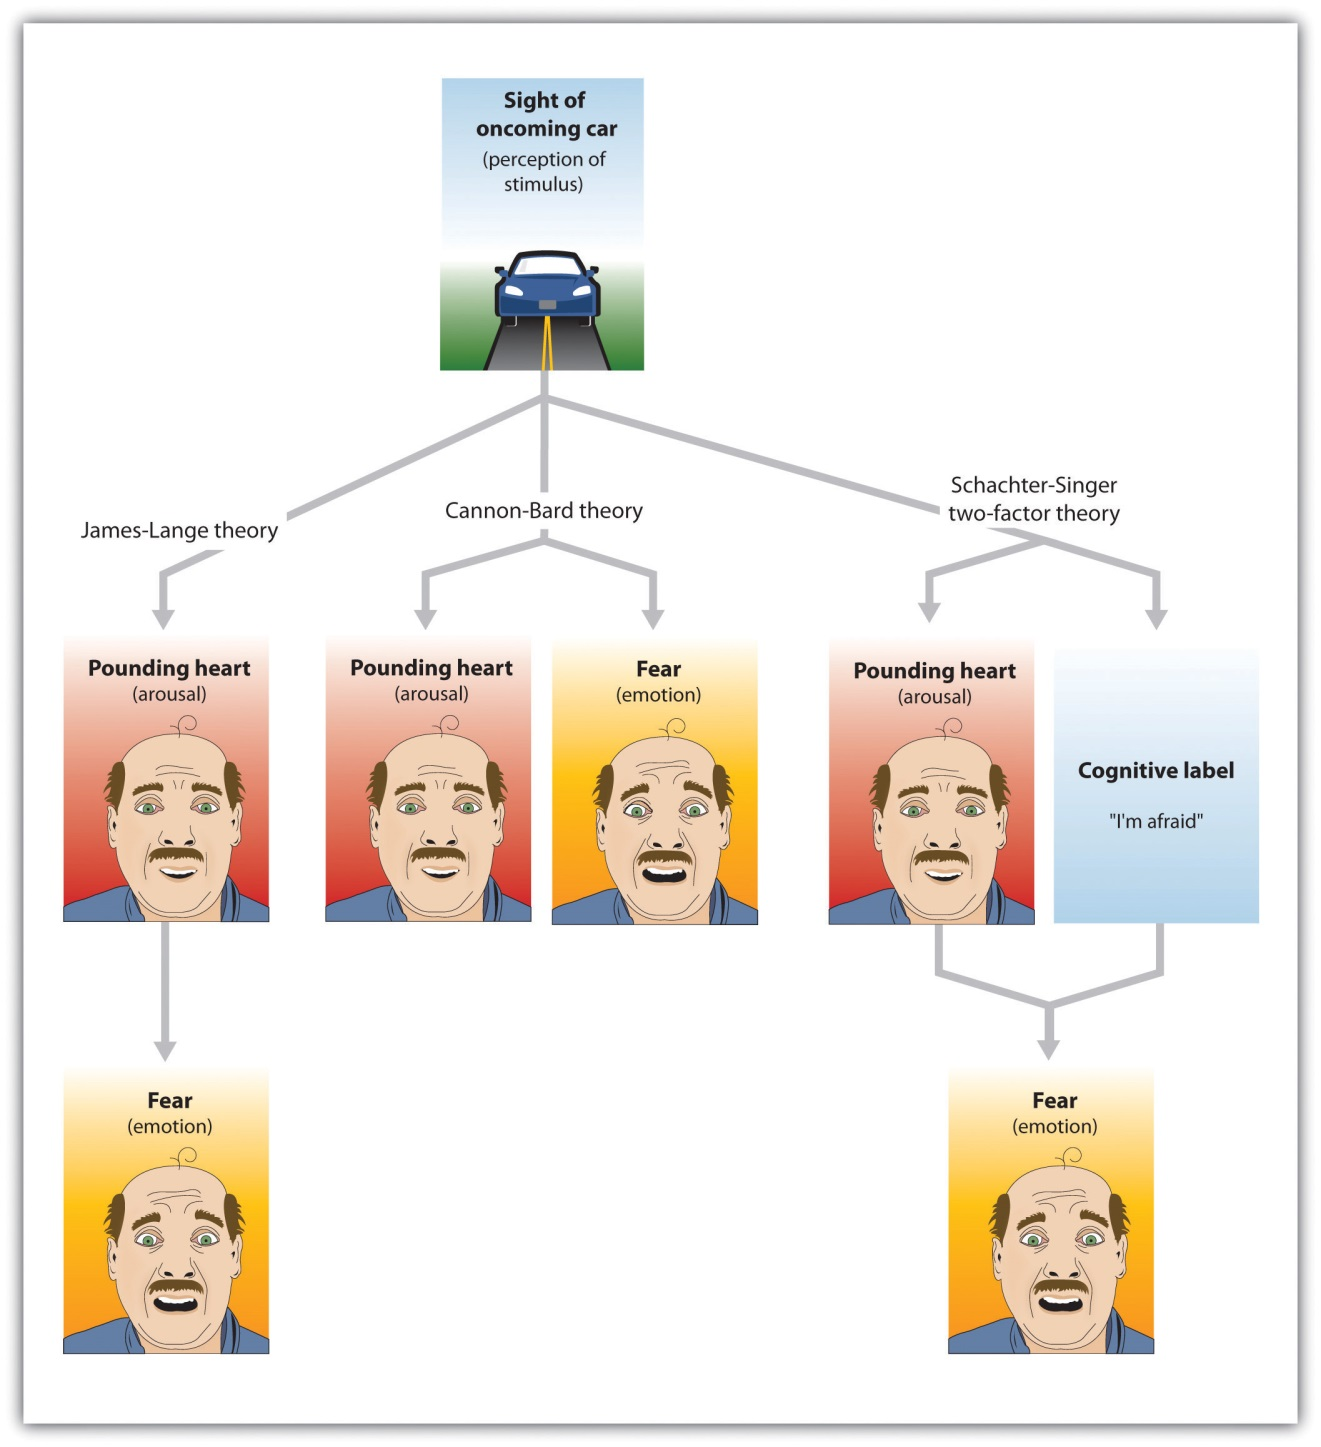 Sight of
oncoming car
(perception of
stimulus)
James-Lange theory
Cannon-Bard theory
Schachter-Singer
two-factor theory
Pounding heart
(arousal)
Pounding heart
(arousal)
Fear
(emotion)
Pounding heart
(arousal)
Cognitive label
"I'm afraid"
Fear
(emotion)
Fear
(emotion)